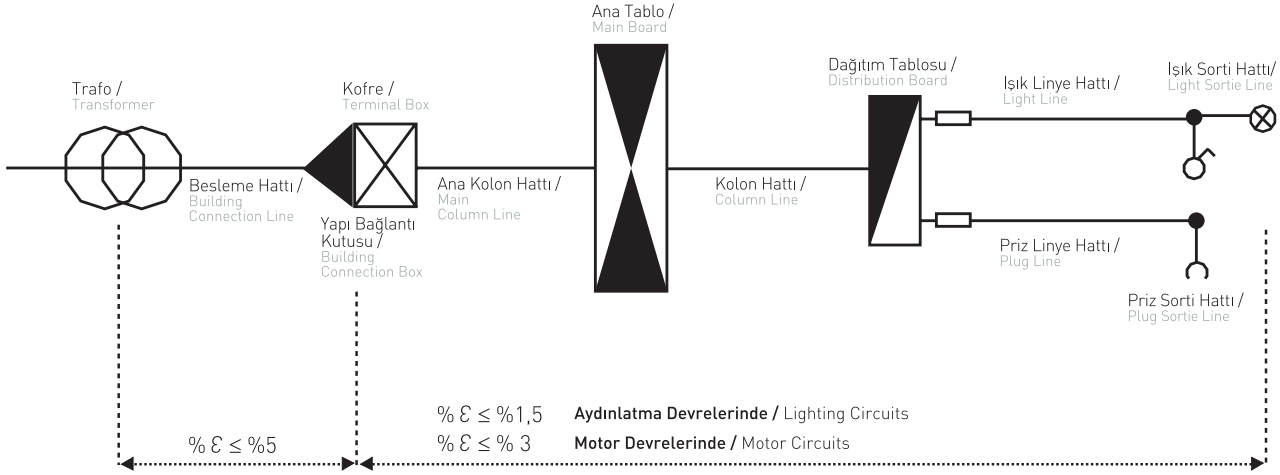 Ana Tablo /
Main Board
Trafo /
Transformer
Kofre /
Terminal Box
Dağıtım Tablosu /
Distribution Board
Işık Linye Hattı /
Light Line
Işık Sorti Hattı/
Light Sortie Line
Besleme Hattı /
Building
Connection Line
Ana Kolon Hattı /
Main
Column Line
Kolon Hattı /
Column Line
Yapı Bağlantı
Kutusu /
Building
Connection Box
Priz Linye Hattı /
Plug Line
Priz Sorti Hattı /
Plug Sortie Line
% Ɛ ≤ %1,5 Aydınlatma Devrelerinde / Lighting Circuits
% Ɛ ≤ % 3 Motor Devrelerinde / Motor Circuits
% Ɛ ≤ %5